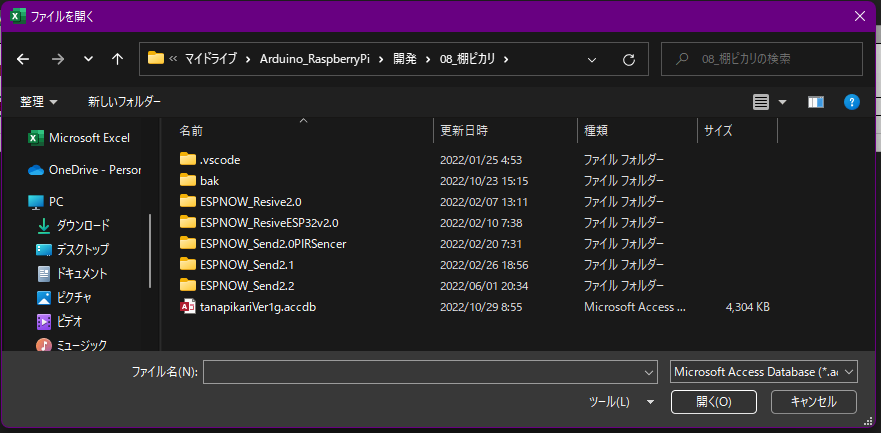 ファイルを開く
« マイドライブ › Arduino_RaspberryPi › 開発 › 08_棚ピカリ ›
08_棚ピカリの検索
整理 新しいフォルダー
名前 更新日時 種類 サイズ
Microsoft Excel
OneDrive - Person
PC
ダウンロード
デスクトップ
ドキュメント
ピクチャ
ビデオ
ミュージック
.vscode 2022/01/25 4:53 ファイル フォルダー
bak 2022/10/23 15:15 ファイル フォルダー
ESPNOW_Resive2.0 2022/02/07 13:11 ファイル フォルダー
ESPNOW_ResiveESP32v2.0 2022/02/10 7:38 ファイル フォルダー
ESPNOW_Send2.0PIRSencer 2022/02/20 7:31 ファイル フォルダー
ESPNOW_Send2.1 2022/02/26 18:56 ファイル フォルダー
ESPNOW_Send2.2 2022/06/01 20:34 ファイル フォルダー
tanapikariVer1g.accdb 2022/10/29 8:55 Microsoft Access ... 4,304 KB
ファイル名(N):
Microsoft Access Database (*.ac
ツール(L) 開く(O) キャンセル